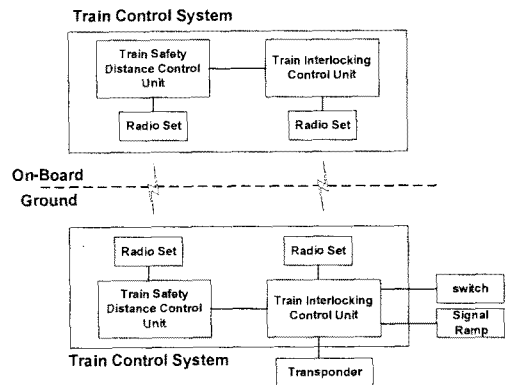 Train Control System
Train Safety
Distance Control
Unit
Train Interlocking
Control Unit
Radio Set
Radio Set
On-Board
Ground
Radio Set
Radio Set
Train Safety
Distance Control
Unit
Train Interlocking
Control Unit
switch
Signal
Ramp
Train Control System
Transponder